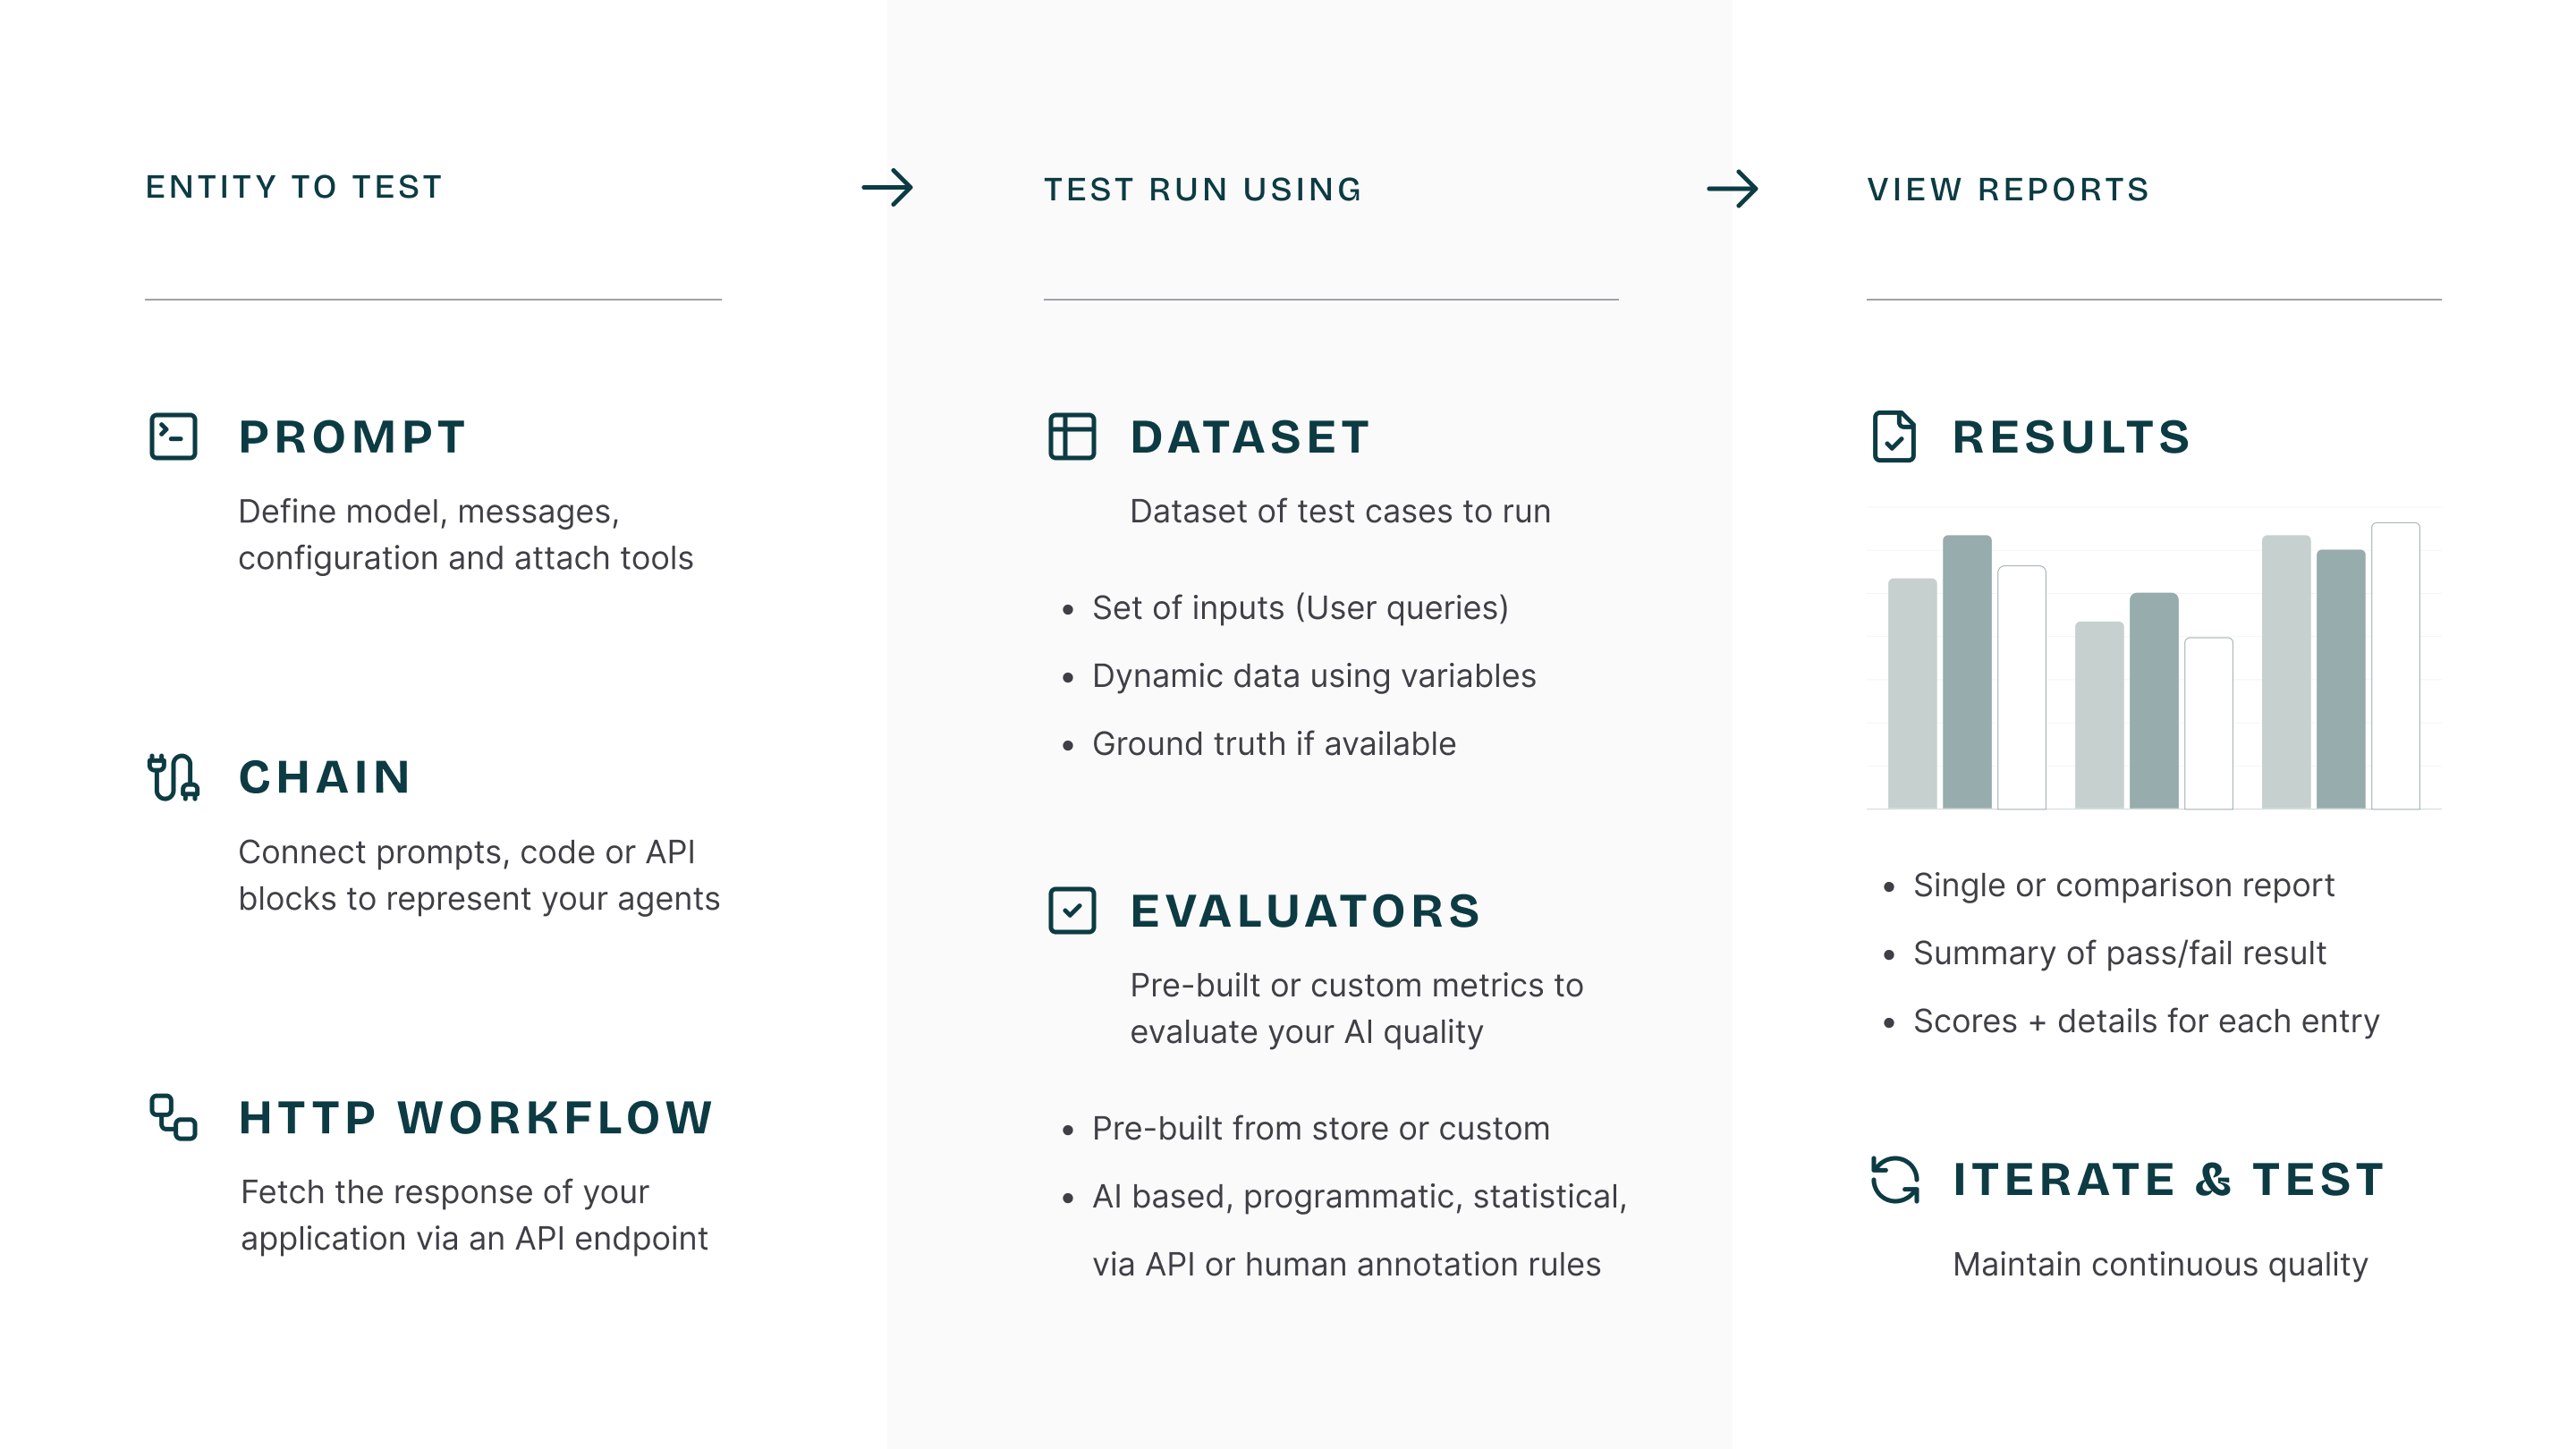 ENTITY TO TEST
PROMPT
Define model, messages,
configuration and attach tools
CHAIN
Connect prompts, code or API
blocks to represent your agents
HTTP WORKFLOW
Fetch the response of your
application via an API endpoint
TEST RUN USING
DATASET
Dataset of test cases to run
• Set of inputs (User queries)
• Dynamic data using variables
• Ground truth if available
EVALUATORS
Pre-built or custom metrics to
evaluate your AI quality
• Pre-built from store or custom
• AI based, programmatic, statistical,
via API or human annotation rules
VIEW REPORTS
RESULTS
• Single or comparison report
• Summary of pass/fail result
• Scores + details for each entry
ITERATE & TEST
Maintain continuous quality